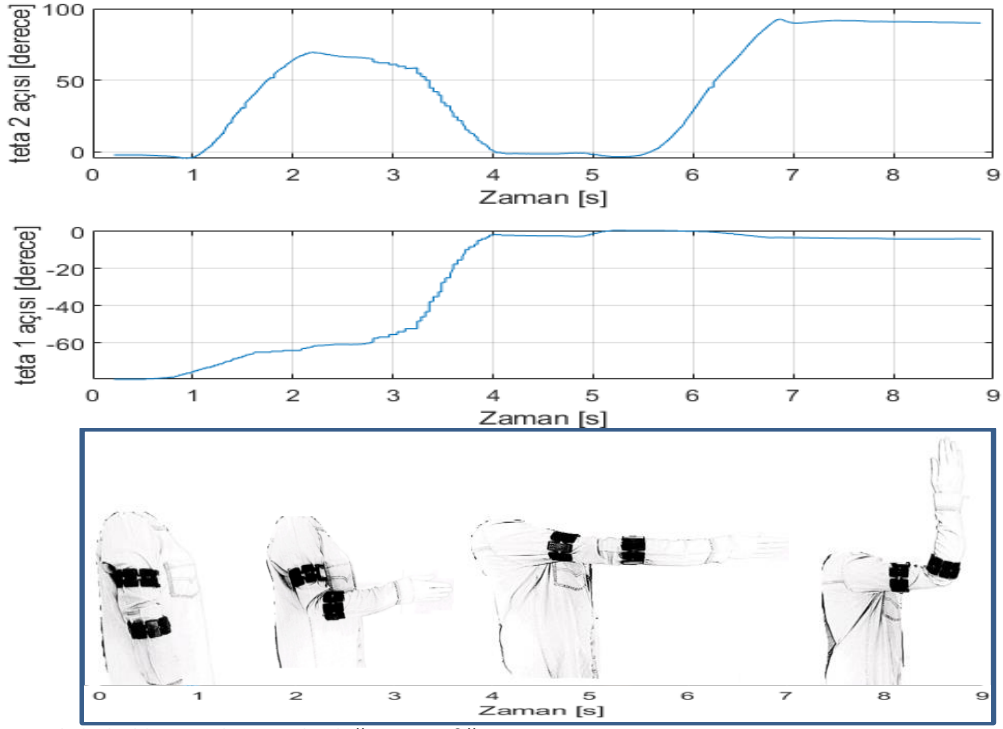 100
50
0
teta 2 açısı [derece]
0 1 2 3 4 5 6 7 8 9
Zaman [s]
0
-20
-40
-60
teta 1 açısı [derece]
0 1 2 3 4 5 6 7 8 9
Zaman [s]
0 1 2 3 4 5 6 7 8 9
Zaman [s]